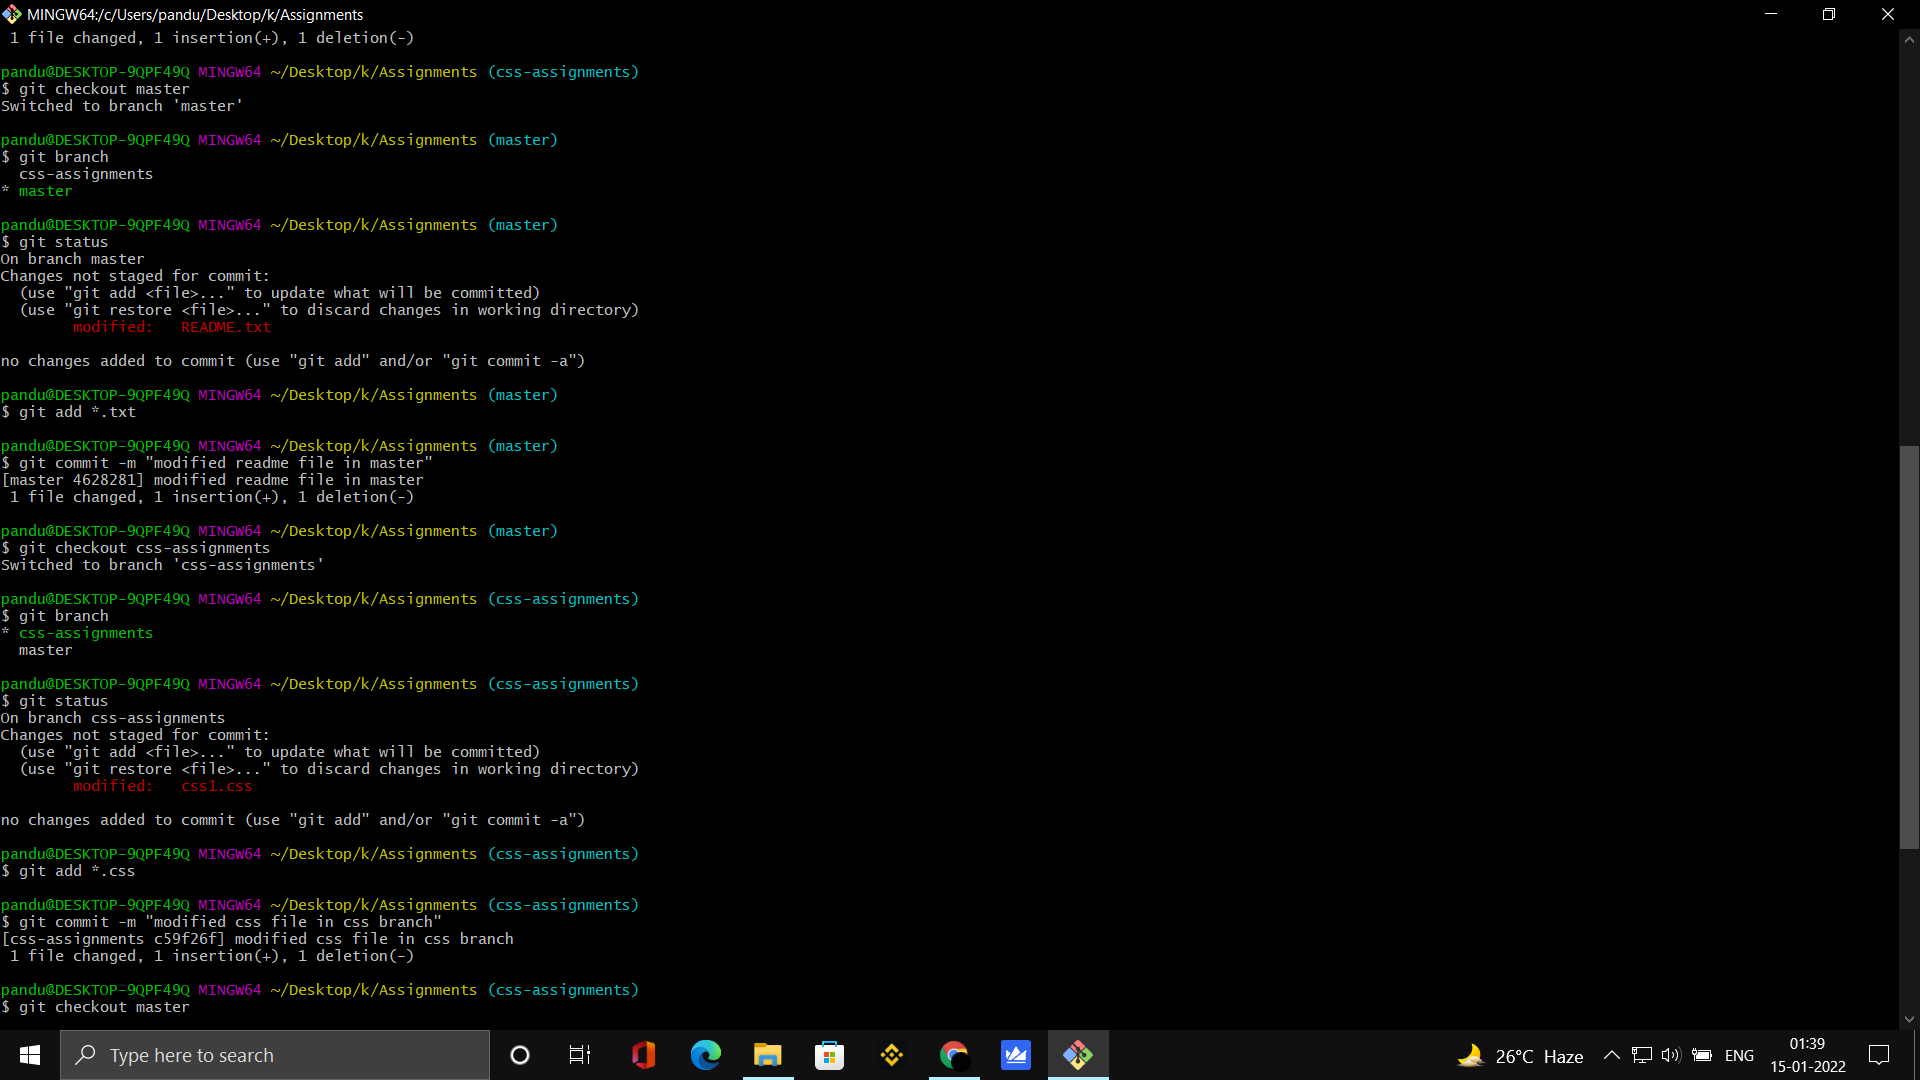 MINGW64:/c/Users/pandu/Desktop/k/Assignments
 1 file changed, 1 insertion(+), 1 deletion(-)
pandu@DESKTOP-9QPF49Q MINGW64 ~/Desktop/k/Assignments (css-assignments)
$ git checkout master
Switched to branch 'master'
pandu@DESKTOP-9QPF49Q MINGW64 ~/Desktop/k/Assignments (master)
$ git branch
  css-assignments
* master
pandu@DESKTOP-9QPF49Q MINGW64 ~/Desktop/k/Assignments (master)
$ git status
On branch master
Changes not staged for commit:
  (use "git add <file>..." to update what will be committed)
  (use "git restore <file>..." to discard changes in working directory)
        modified:   README.txt
no changes added to commit (use "git add" and/or "git commit -a")
pandu@DESKTOP-9QPF49Q MINGW64 ~/Desktop/k/Assignments (master)
$ git add *.txt
pandu@DESKTOP-9QPF49Q MINGW64 ~/Desktop/k/Assignments (master)
$ git commit -m "modified readme file in master"
[master 4628281] modified readme file in master
 1 file changed, 1 insertion(+), 1 deletion(-)
pandu@DESKTOP-9QPF49Q MINGW64 ~/Desktop/k/Assignments (master)
$ git checkout css-assignments
Switched to branch 'css-assignments'
pandu@DESKTOP-9QPF49Q MINGW64 ~/Desktop/k/Assignments (css-assignments)
$ git branch
* css-assignments
  master
pandu@DESKTOP-9QPF49Q MINGW64 ~/Desktop/k/Assignments (css-assignments)
$ git status
On branch css-assignments
Changes not staged for commit:
  (use "git add <file>..." to update what will be committed)
  (use "git restore <file>..." to discard changes in working directory)
        modified:   css1.css
no changes added to commit (use "git add" and/or "git commit -a")
pandu@DESKTOP-9QPF49Q MINGW64 ~/Desktop/k/Assignments (css-assignments)
$ git add *.css
pandu@DESKTOP-9QPF49Q MINGW64 ~/Desktop/k/Assignments (css-assignments)
$ git commit -m "modified css file in css branch"
[css-assignments c59f26f] modified css file in css branch
 1 file changed, 1 insertion(+), 1 deletion(-)
pandu@DESKTOP-9QPF49Q MINGW64 ~/Desktop/k/Assignments (css-assignments)
$ git checkout master
Type here to search
26°C Haze
ENG
01:39
15-01-2022